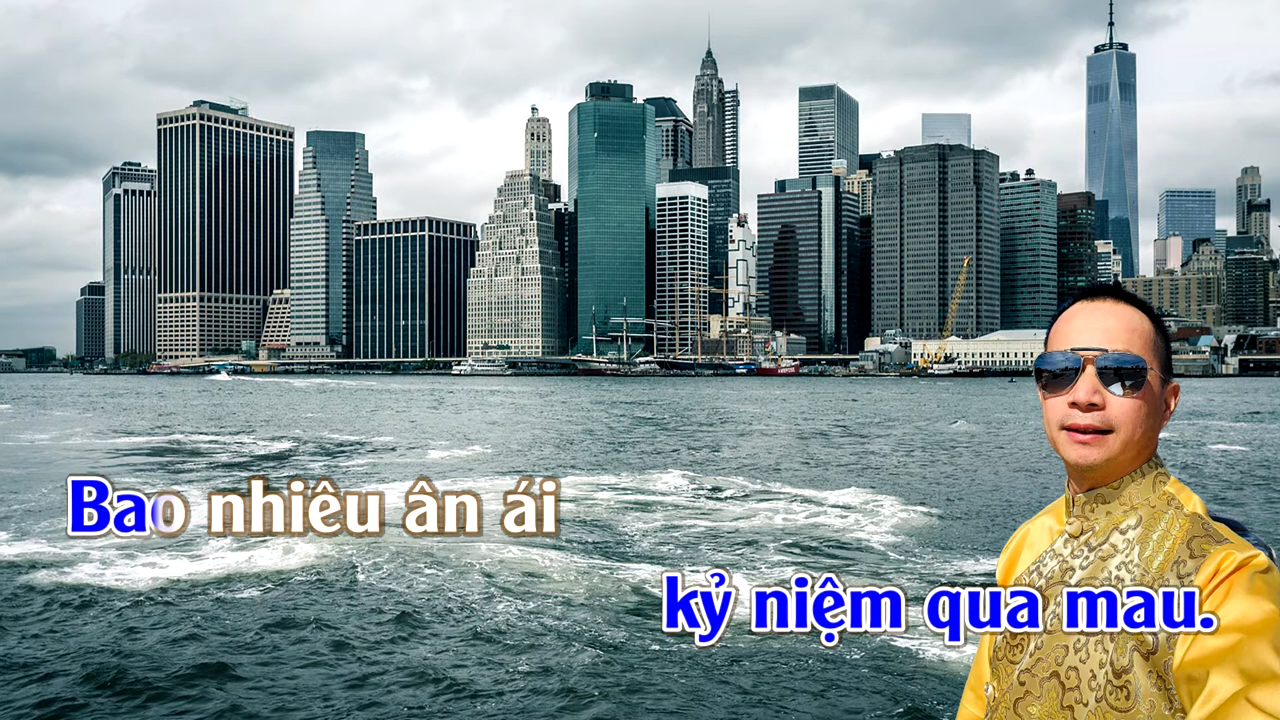 Bao nhiêu ân ái
kỷ niệm qua mau.